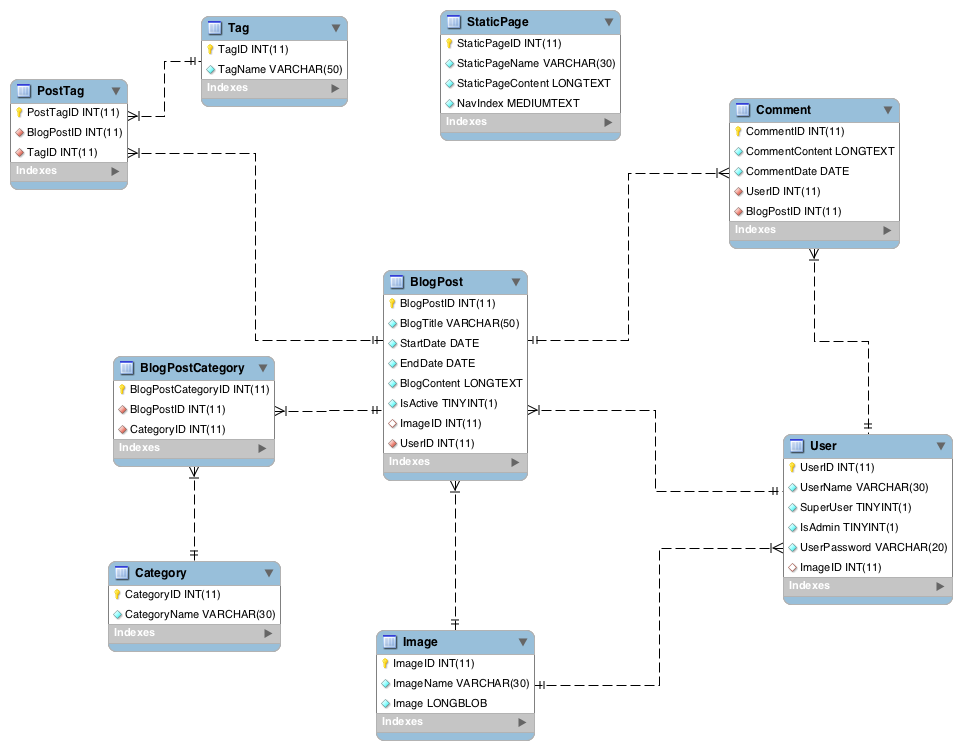 Tag
TagID INT(11)
TagName VARCHAR(50)
Indexes
StaticPage
StaticPageID INT(11)
StaticPageName VARCHAR(30)
StaticPageContent LONGTEXT
NavIndex MEDIUMTEXT
Indexes
PostTag
PostTagID INT(11)
BlogPostID INT(11)
TagID INT(11)
Indexes
Comment
CommentID INT(11)
CommentContent LONGTEXT
CommentDate DATE
UserID INT(11)
BlogPostID INT(11)
Indexes
BlogPost
BlogPostID INT(11)
BlogTitle VARCHAR(50)
StartDate DATE
EndDate DATE
BlogContent LONGTEXT
IsActive TINYINT(1)
ImageID INT(11)
UserID INT(11)
Indexes
BlogPostCategory
BlogPostCategoryID INT(11)
BlogPostID INT(11)
CategoryID INT(11)
Indexes
User
UserID INT(11)
UserName VARCHAR(30)
SuperUser TINYINT(1)
IsAdmin TINYINT(1)
UserPassword VARCHAR(20)
ImageID INT(11)
Indexes
Category
CategoryID INT(11)
CategoryName VARCHAR(30)
Indexes
Image
ImageID INT(11)
ImageName VARCHAR(30)
Image LONGBLOB
Indexes